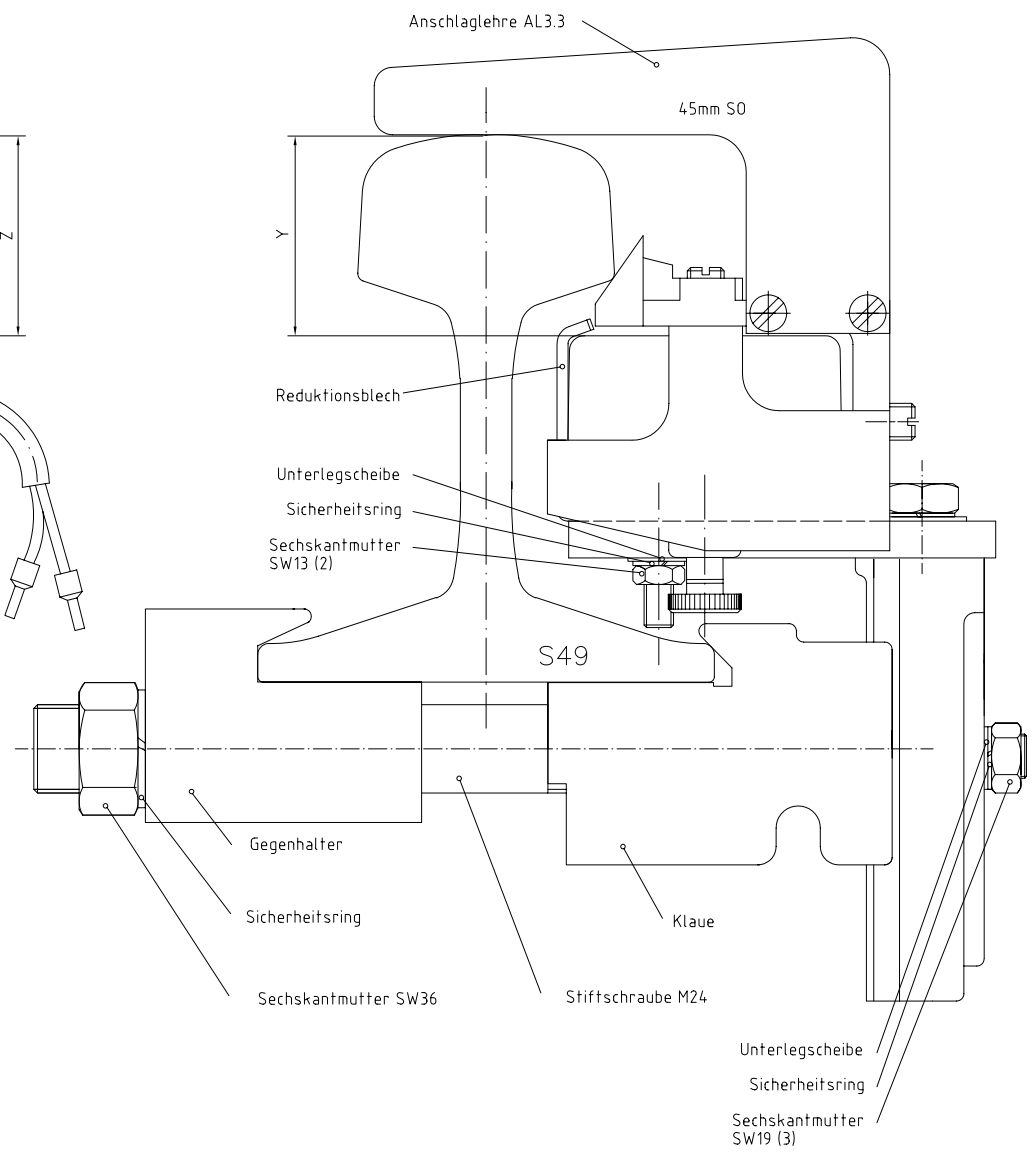 Anschlaglehre AL3.3
45mm SO
Z
Y
Reduktionsblech
Unterlegscheibe
Sicherheitsring
Sechskantmutter
SW13 (2)
S49
Gegenhalter
Sicherheitsring
Klaue
Sechskantmutter SW36
Stiftschraube M24
Unterlegscheibe
Sicherheitsring
Sechskantmutter
SW19 (3)